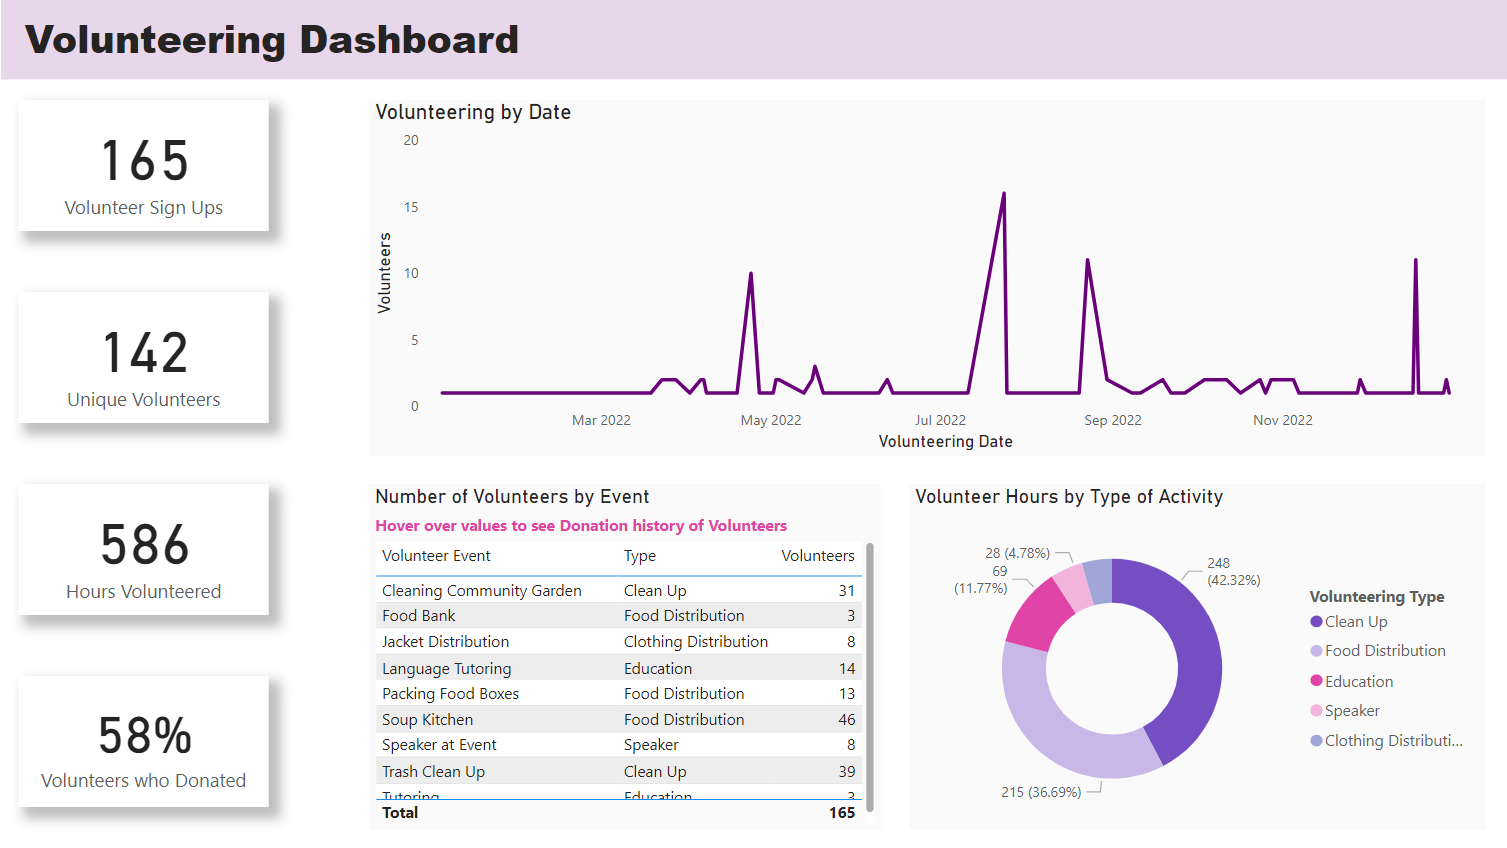 Volunteering Dashboard
165
Volunteer Sign Ups
142
Unique Volunteers
586
Hours Volunteered
58%
Volunteers who Donated
Volunteering by Date
20
15
10
5
0
Volunteers
Mar 2022 May 2022 Jul 2022 Sep 2022 Nov 2022
Volunteering Date
Number of Volunteers by Event
Hover over values to see Donation history of Volunteers
Volunteer Event Type Volunteers
Cleaning Community Garden Clean Up 31
Food Bank Food Distribution 3
Jacket Distribution Clothing Distribution 8
Language Tutoring Education 14
Packing Food Boxes Food Distribution 13
Soup Kitchen Food Distribution 46
Speaker at Event Speaker 8
Trash Clean Up Clean Up 39
Tutoring Education 3
Total 165
Volunteer Hours by Type of Activity
28 (4.78%)
69
(11.77%)
248
(42.32%)
215 (36.69%)
Volunteering Type
Clean Up
Food Distribution
Education
Speaker
Clothing Distributi...